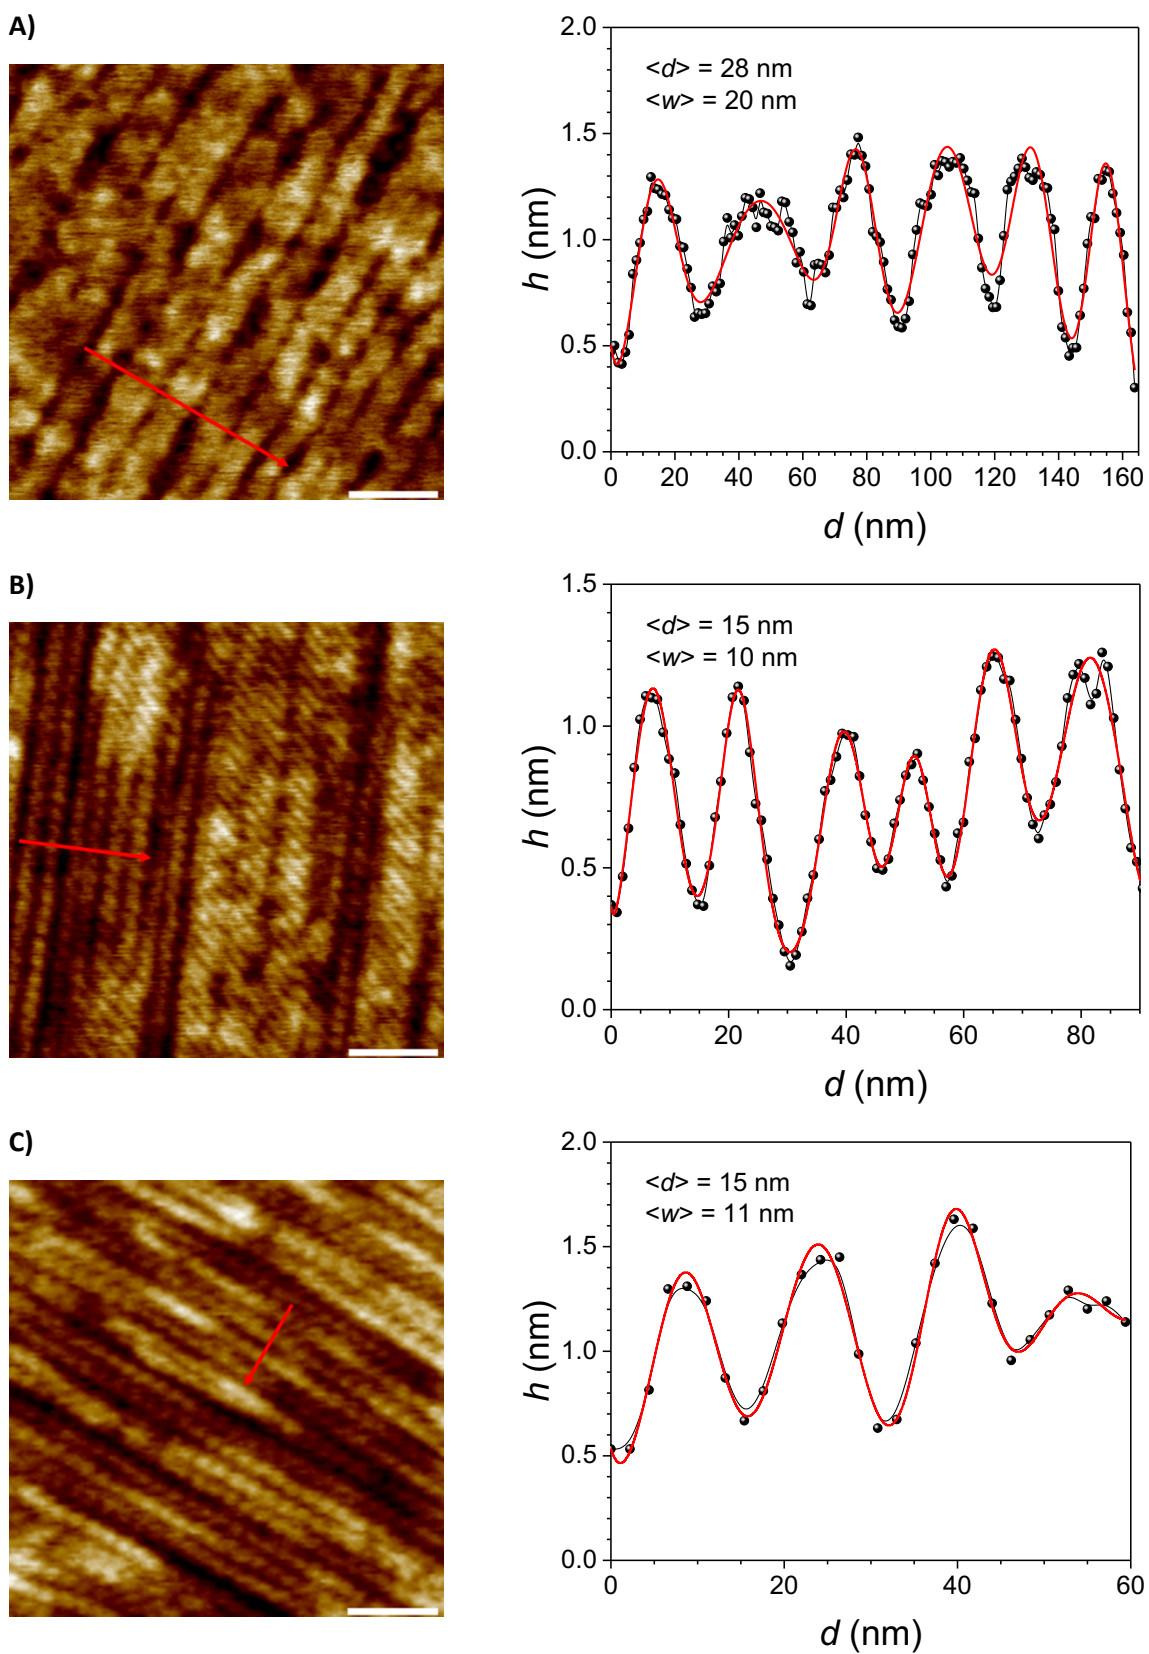 A)
2.0
<d> = 28 nm
<w> = 20 nm
1.5
1.0
0.5
0.0
h (nm)
0 20 40 60 80 100 120 140 160
d (nm)
B)
1.5
<d> = 15 nm
<w> = 10 nm
1.0
0.5
0.0
h (nm)
0 20 40 60 80
d (nm)
C)
2.0
<d> = 15 nm
<w> = 11 nm
1.5
1.0
0.5
0.0
h (nm)
0 20 40 60
d (nm)